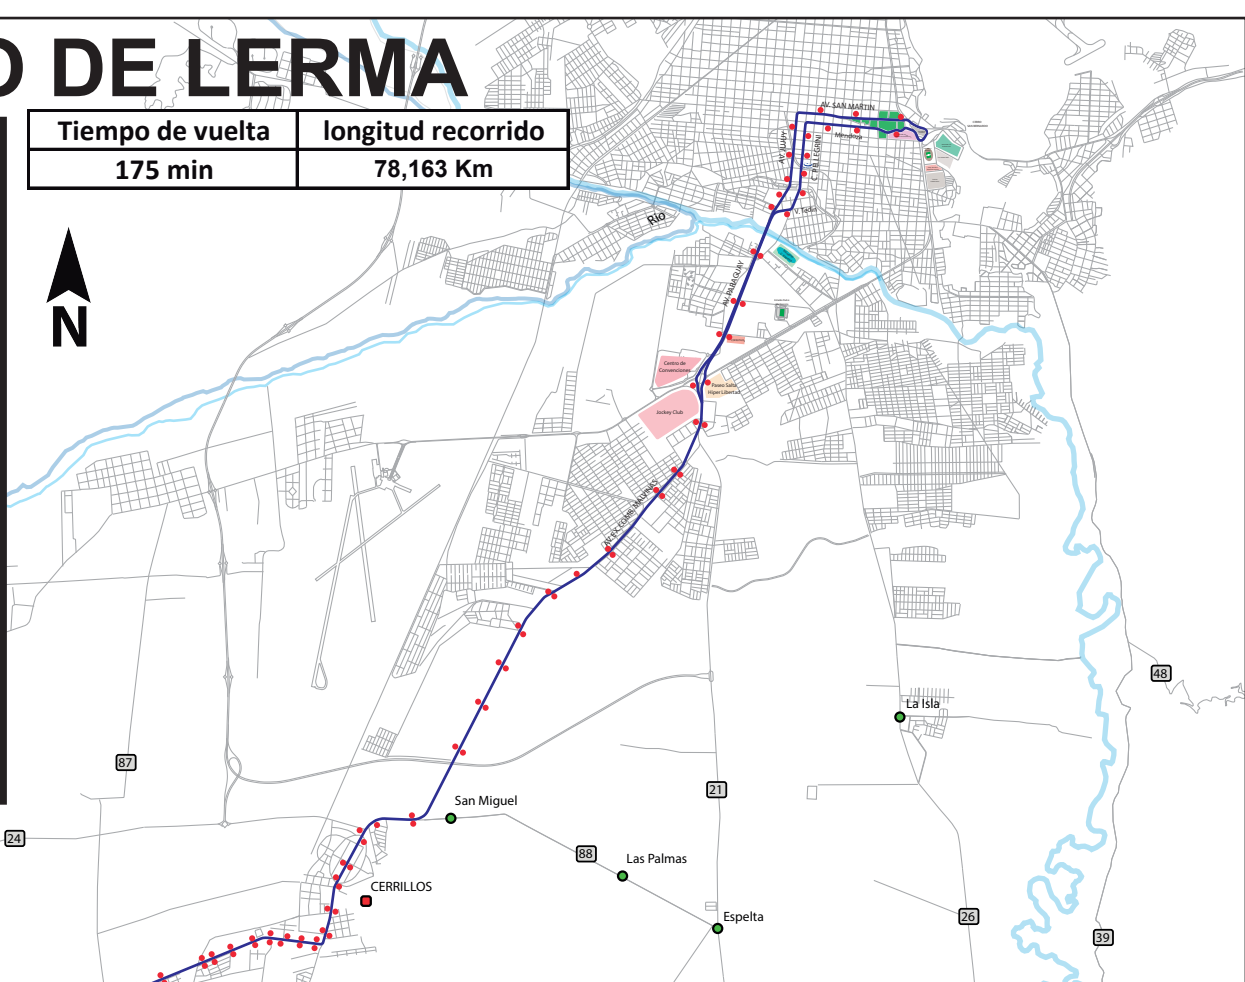 O DE LERMA
Tiempo de vuelta
longitud recorrido
175 min
78,163 Km
N
AV. SAN MARTIN
Mendoza
AV. JUJUY
C. PELLEGRINI
V. Tedin
Rio
AV. PARAGUAY
Centro de
Convenciones
Paseo Salta
Hiper Libertad
Jockey Club
AV. EX. COMB. MALVINAS
48
La Isla
87
21
San Miguel
24
88
Las Palmas
CERRILLOS
Espelta
26
39